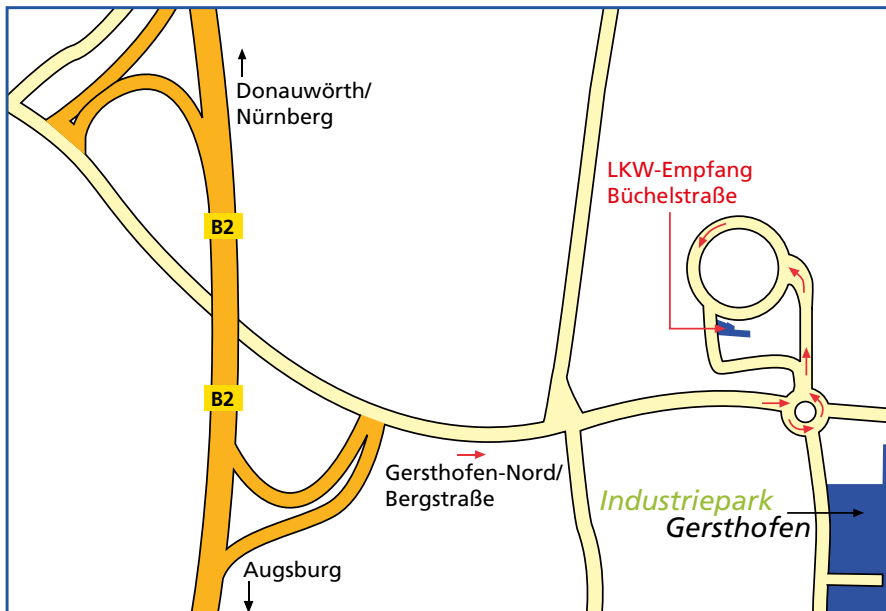 Donauwörth/
Nürnberg
LKW-Empfang
Büchelstraße
B2
B2
Gersthofen-Nord/
Bergstraße
Industriepark
Gersthofen
Augsburg